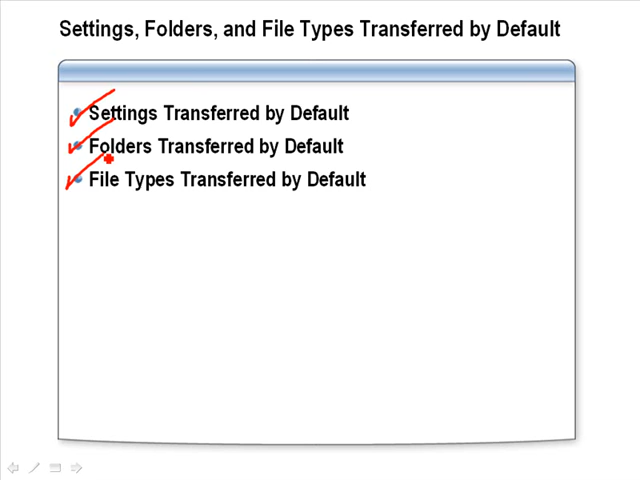 Settings, Folders, and File Types Transferred by Default
Settings Transferred by Default
Folders Transferred by Default
File Types Transferred by Default